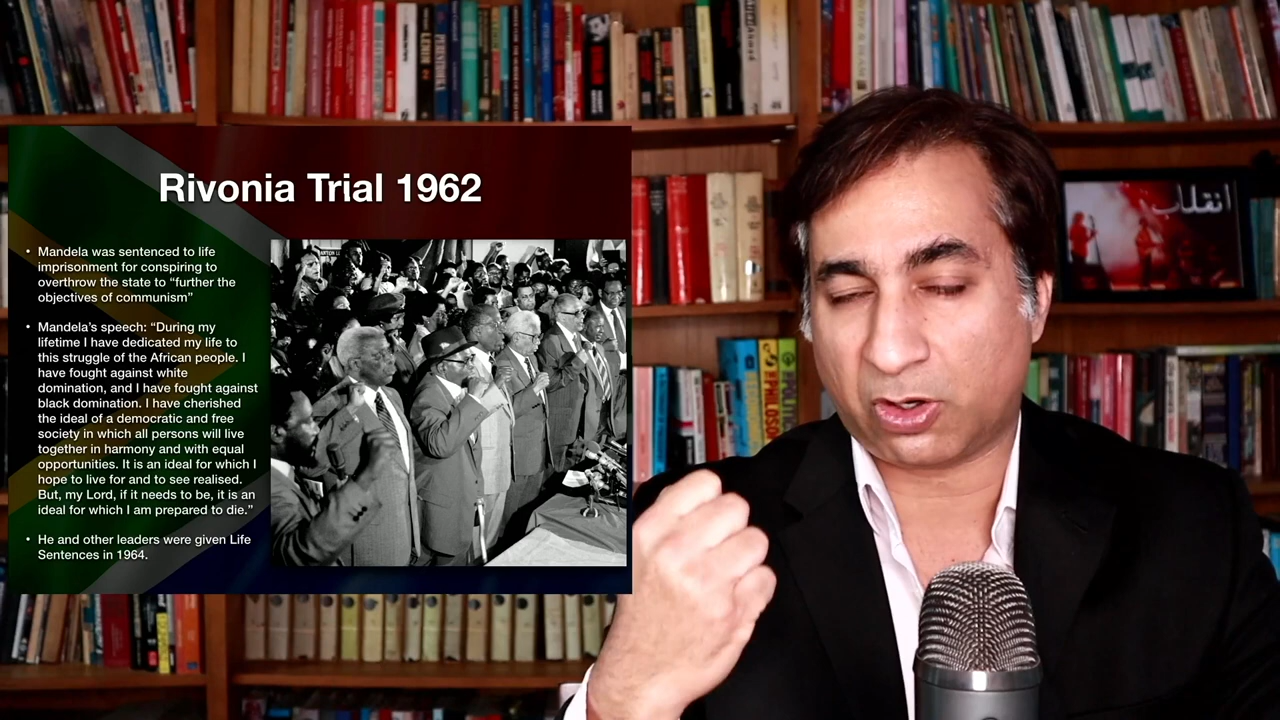 LENIN
Rivonia Trial 1962
• Mandela was sentenced to life
imprisonment for conspiring to
overthrow the state to “further the
objectives of communism”
• Mandela’s speech: “During my
lifetime I have dedicated my life to
this struggle of the African people. I
have fought against white
domination, and I have fought against
black domination. I have cherished
the ideal of a democratic and free
society in which all persons will live
together in harmony and with equal
opportunities. It is an ideal for which I
hope to live for and to see realised.
But, my Lord, if it needs to be, it is an
ideal for which I am prepared to die.”
• He and other leaders were given Life
Sentences in 1964.
انقلاب